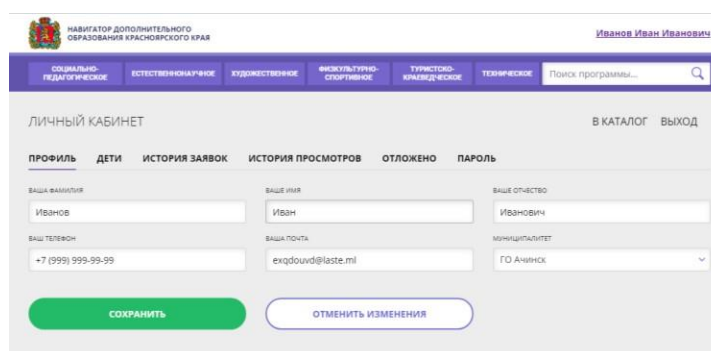 НАВИГАТОР ДОПОЛНИТЕЛЬНОГО
ОБРАЗОВАНИЯ КРАСНОЯРСКОГО КРАЯ
Иванов Иван Иванович
СОЦИАЛЬНО-
ПЕДАГОГИЧЕСКОЕ
ЕСТЕСТВЕННОНАУЧНОЕ
ХУДОЖЕСТВЕННОЕ
ФИЗКУЛЬТУРНО-
СПОРТИВНОЕ
ТУРИСТСКО-
КРАЕВЕДЧЕСКОЕ
ТЕХНИЧЕСКОЕ
Поиск программы...
ЛИЧНЫЙ КАБИНЕТ
В КАТАЛОГ ВЫХОД
ПРОФИЛЬ ДЕТИ ИСТОРИЯ ЗАЯВОК ИСТОРИЯ ПРОСМОТРОВ ОТЛОЖЕНО ПАРОЛЬ
ВАША ФАМИЛИЯ ВАШЕ ИМЯ ВАШЕ ОТЧЕСТВО
Иванов Иван Иванович
ВАШ ТЕЛЕФОН ВАША ПОЧТА МУНИЦИПАЛИТЕТ
+7 (999) 999-99-99 exqdouvd@laste.ml ГО Ачинск
СОХРАНИТЬ ОТМЕНИТЬ ИЗМЕНЕНИЯ